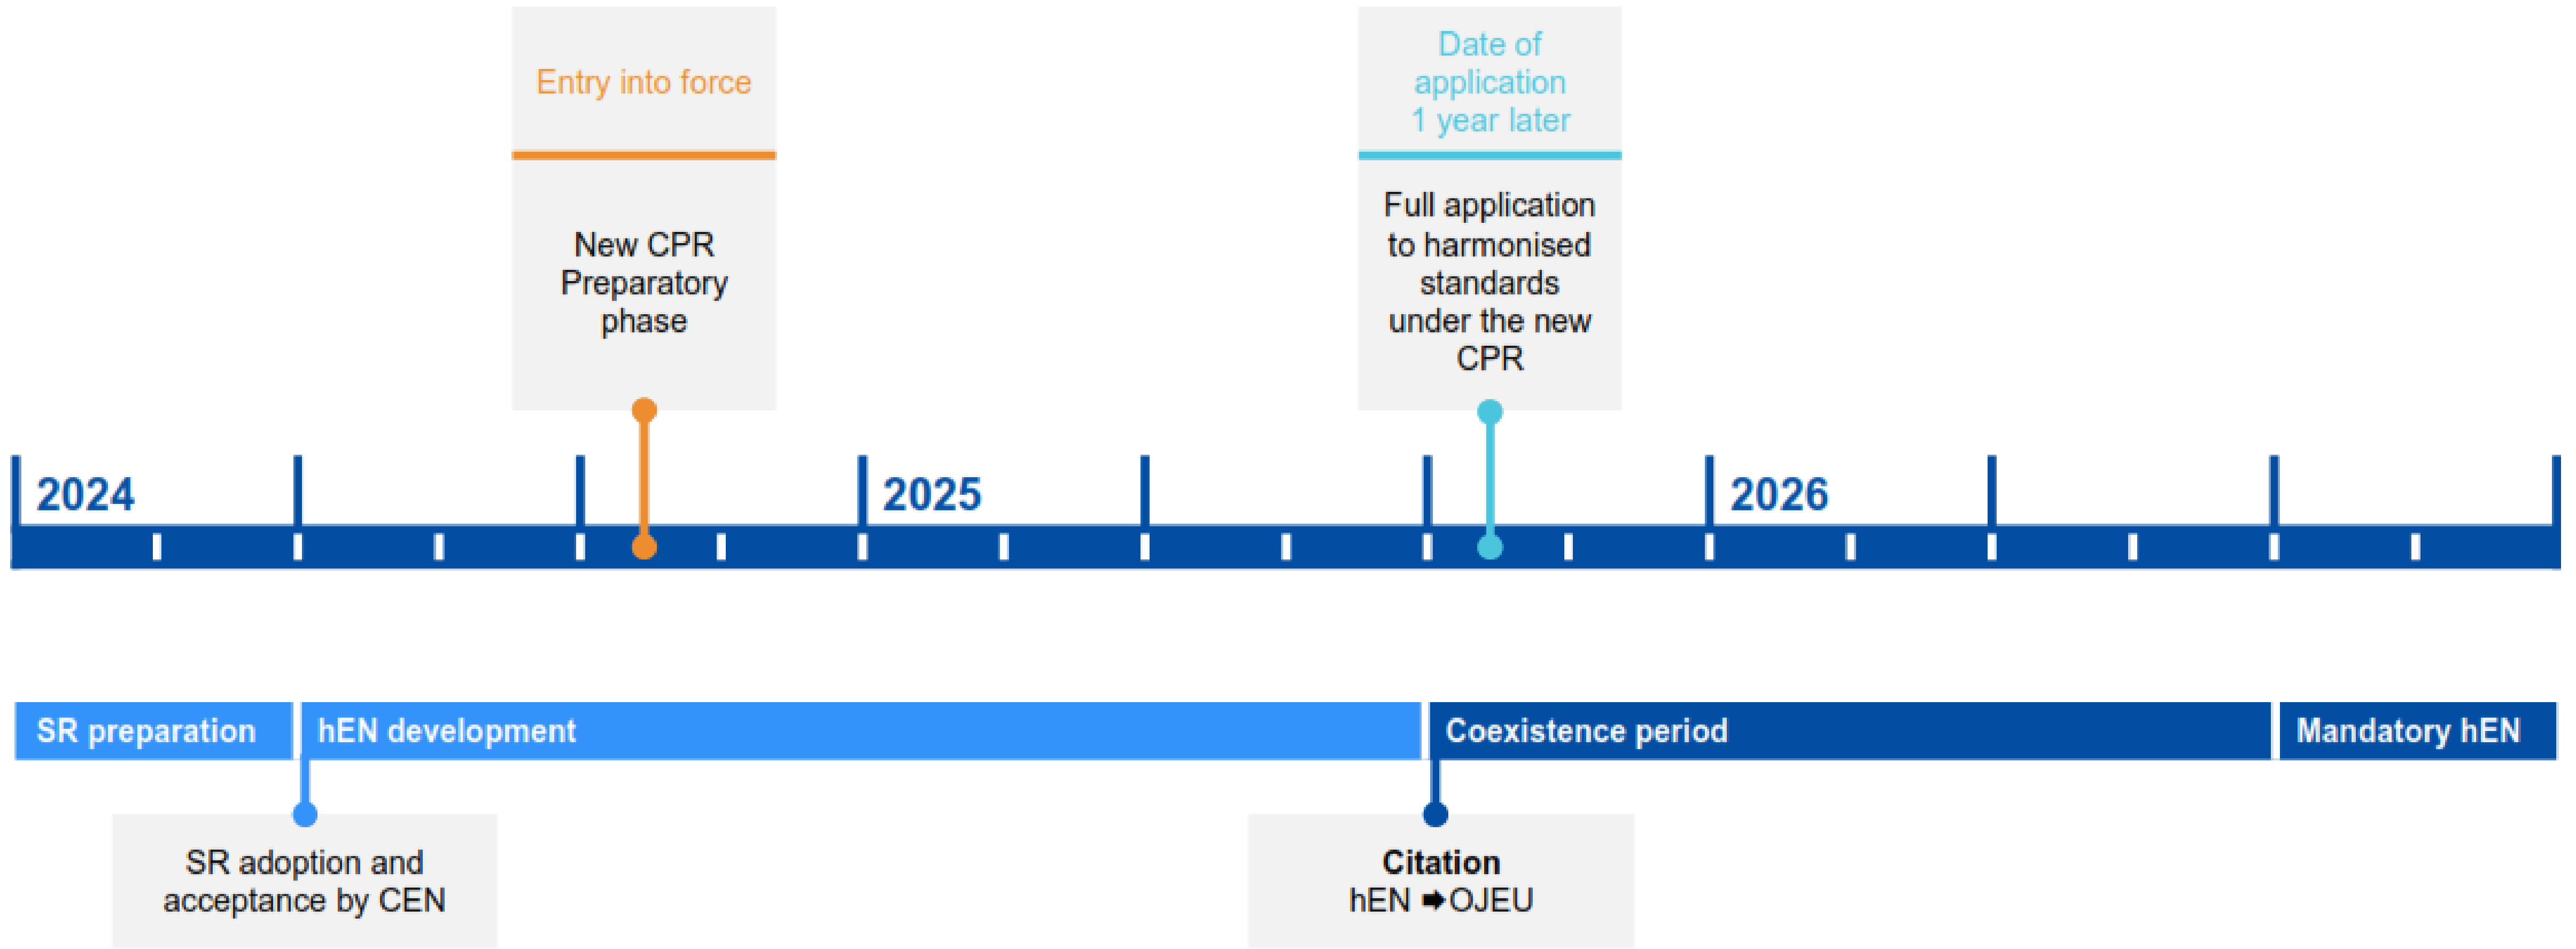 Entry into force
New CPR
Preparatory
phase
Date of
application
1 year later
Full application
to harmonised
standards
under the new
CPR
2024
2025
2026
SR preparation
hEN development
Coexistence period
Mandatory hEN
SR adoption and
acceptance by CEN
Citation
hEN 🡆OJEU